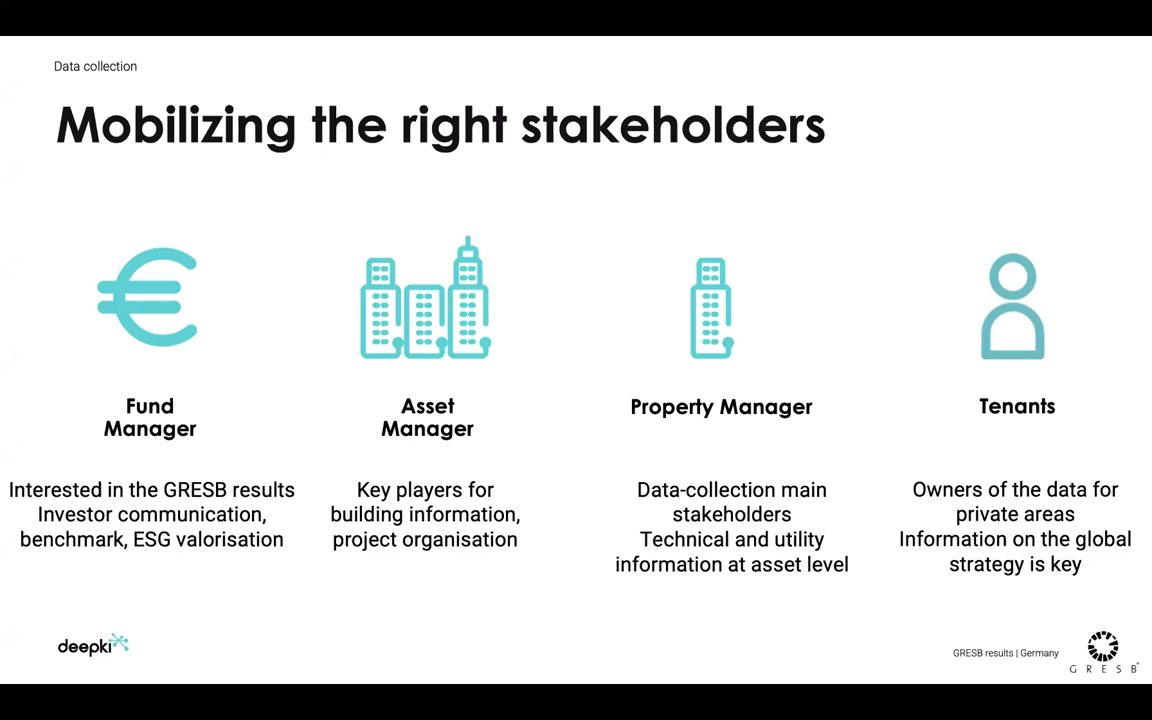 Data collection
Mobilizing the right stakeholders
Fund
Manager
Interested in the GRESB results
Investor communication,
benchmark, ESG valorisation
Asset
Manager
Key players for
building information,
project organisation
Property Manager
Data-collection main
stakeholders
Technical and utility
information at asset level
Tenants
Owners of the data for
private areas
Information on the global
strategy is key
deepki
GRESB results | Germany
GRESB